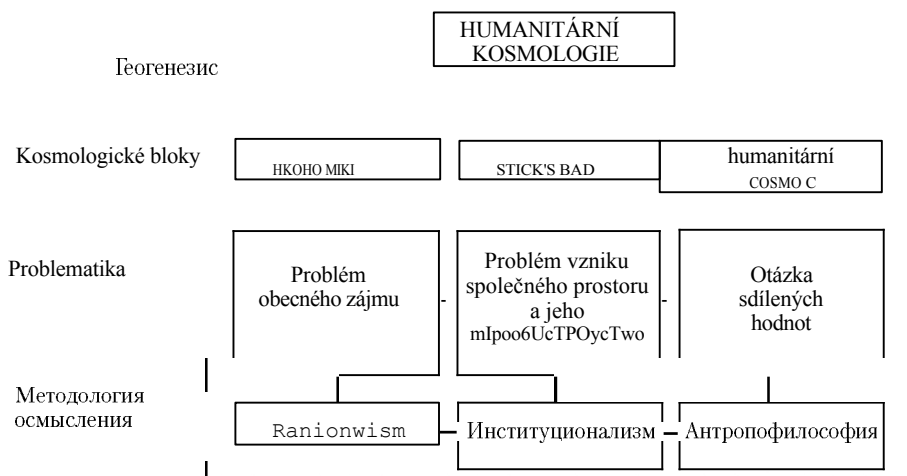 HUMANITÁRNÍ
KOSMOLOGIE
Геогенезис
Kosmologické bloky
HKOHO MIKI
STICK'S BAD
humanitární
COSMO C
Problematika
Problém
obecného zájmu
Problém vzniku
společného prostoru
a jeho
mIpoo6UcTPOycTwo
Otázka
sdílených
hodnot
Методология
осмысления
Ranionwism
Институционализм
Антропофилософия